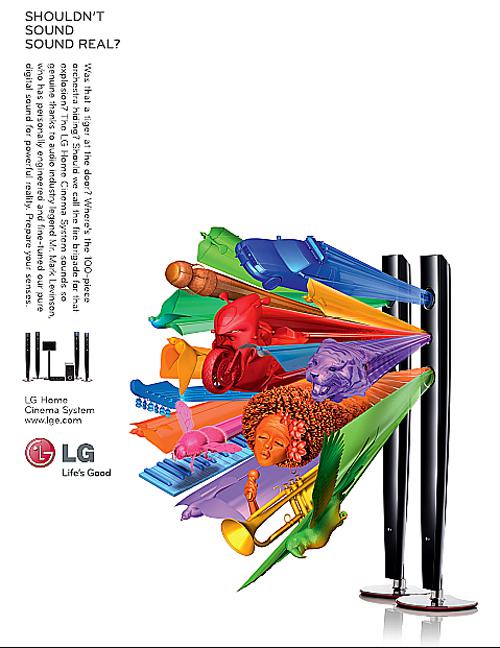 SHOULDN'T
SOUND
SOUND REAL?
Was that a tiger at the door? Where's the 100-piece
orchestra hiding? Should we call the fire brigade for that
explosion? The LG Home Cinema System sounds so
genuine thanks to audio industry legend Mr. Mark Levinson,
who has personally engineered and fine-tuned our pure
digital sound for powerful reality. Prepare your senses.
LG Home
Cinema System
www.lge.com
LG
Life's Good